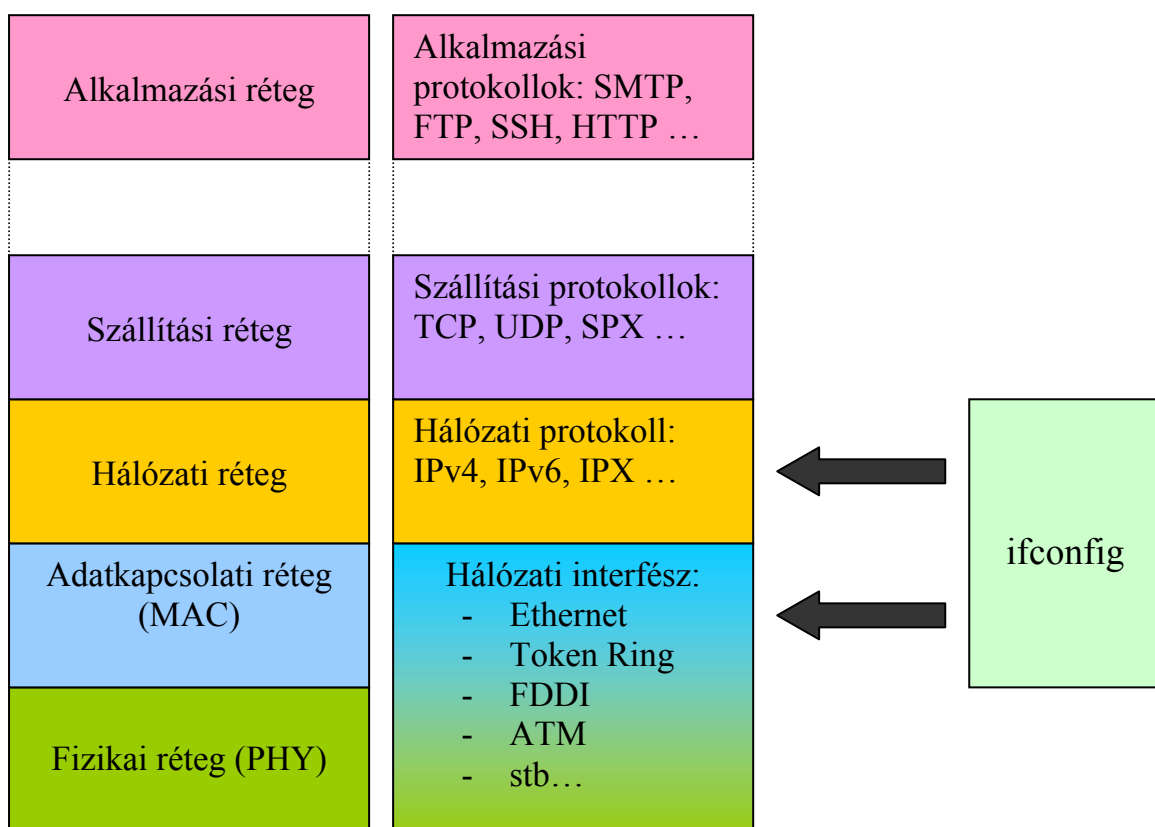 Alkalmazási réteg
Alkalmazási
protokollok: SMTP,
FTP, SSH, HTTP …
Szállítási réteg
Szállítási protokollok:
TCP, UDP, SPX …
Hálózati réteg
Hálózati protokoll:
IPv4, IPv6, IPX …
Adatkapcsolati réteg
(MAC)
Fizikai réteg (PHY)
Hálózati interfész:
- Ethernet
- Token Ring
- FDDI
- ATM
- stb…
ifconfig